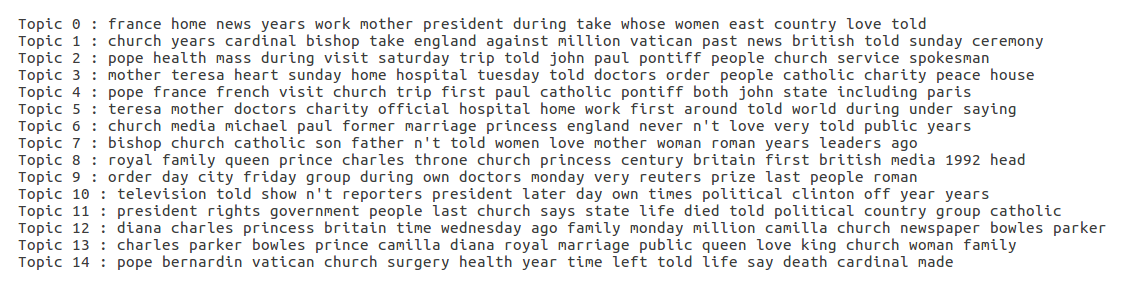 Topic 0 : france home news years work mother president during take whose women east country love told
Topic 1 : church years cardinal bishop take england against million vatican past news british told sunday ceremony
Topic 2 : pope health mass during visit saturday trip told john paul pontiff people church service spokesman
Topic 3 : mother teresa heart sunday home hospital tuesday told doctors order people catholic charity peace house
Topic 4 : pope france french visit church trip first paul catholic pontiff both john state including paris
Topic 5 : teresa mother doctors charity official hospital home work first around told world during under saying
Topic 6 : church media michael paul former marriage princess england never n't love very told public years
Topic 7 : bishop church catholic son father n't told women love mother woman roman years leaders ago
Topic 8 : royal family queen prince charles throne church princess century britain first british media 1992 head
Topic 9 : order day city friday group during own doctors monday very reuters prize last people roman
Topic 10 : television told show n't reporters president later day own times political clinton off year years
Topic 11 : president rights government people last church says state life died told political country group catholic
Topic 12 : diana charles princess britain time wednesday ago family monday million camilla church newspaper bowles parker
Topic 13 : charles parker bowles prince camilla diana royal marriage public queen love king church woman family
Topic 14 : pope bernardin vatican church surgery health year time left told life say death cardinal made